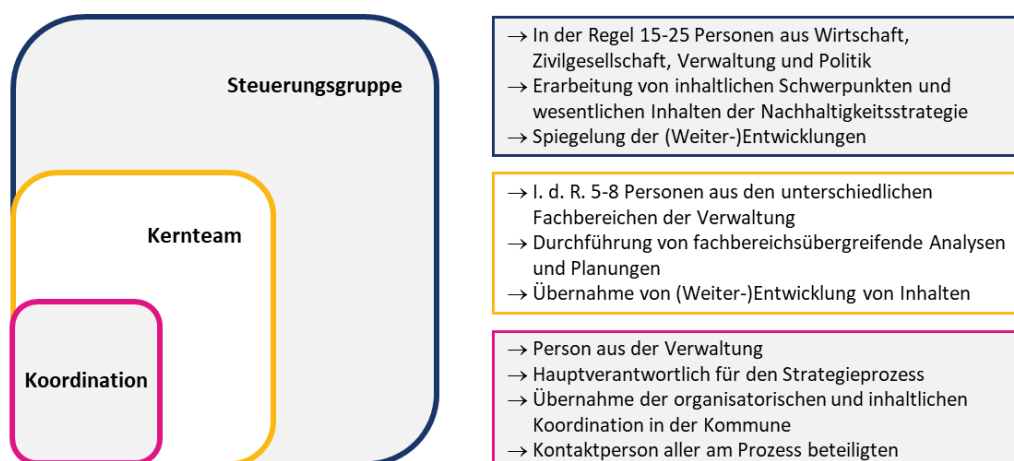 Steuerungsgruppe
Kernteam
Koordination
→ In der Regel 15-25 Personen aus Wirtschaft,
Zivilgesellschaft, Verwaltung und Politik
→ Erarbeitung von inhaltlichen Schwerpunkten und
wesentlichen Inhalten der Nachhaltigkeitsstrategie
→ Spiegelung der (Weiter-)Entwicklungen
→ I. d. R. 5-8 Personen aus den unterschiedlichen
Fachbereichen der Verwaltung
→ Durchführung von fachbereichsübergreifende Analysen
und Planungen
→ Übernahme von (Weiter-)Entwicklung von Inhalten
→ Person aus der Verwaltung
→ Hauptverantwortlich für den Strategieprozess
→ Übernahme der organisatorischen und inhaltlichen
Koordination in der Kommune
→ Kontaktperson aller am Prozess beteiligten